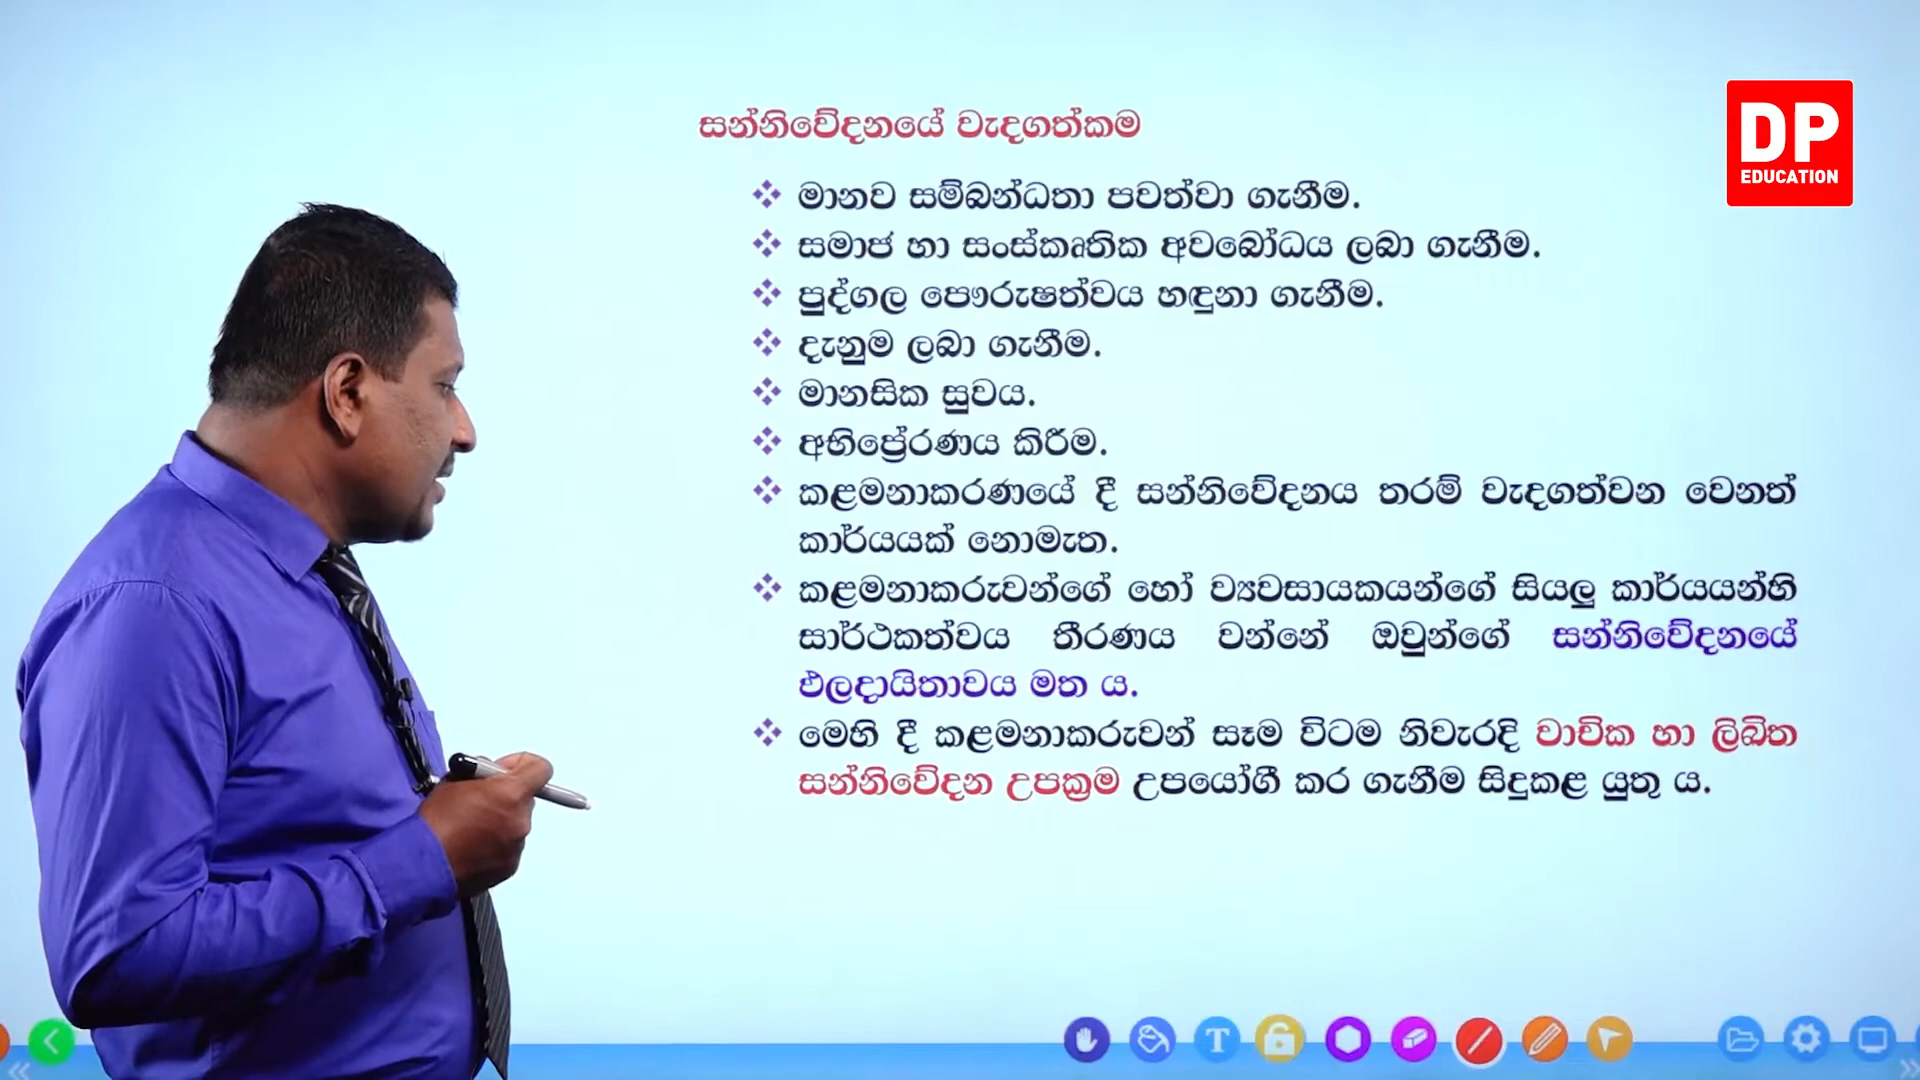 සන්නිවේදනයේ වැදගත්කම
DP
EDUCATION
❖ මානව සම්බන්ධතා පවත්වා ගැනීම.
❖ සමාජ හා සංස්කෘතික අවබෝධය ලබා ගැනීම.
❖ පුද්ගල පෞරුෂත්වය හඳුනා ගැනීම.
❖ දැනුම ලබා ගැනීම.
❖ මානසික සුවය.
❖ අභිප්‍රේරණය කිරීම.
❖ කළමනාකරණයේ දී සන්නිවේදනය තරම් වැදගත්වන වෙනත්
කාර්යයක් නොමැත.
❖ කළමනාකරුවන්ගේ හෝ ව්‍යවසායකයන්ගේ සියලු කාර්යයන්හි
සාර්ථකත්වය තීරණය වන්නේ ඔවුන්ගේ සන්නිවේදනයේ
ඵලදායිතාවය මත ය.
❖ මෙහි දී කළමනාකරුවන් සෑම විටම නිවැරදි වාචික හා ලිඛිත
සන්නිවේදන උපක්‍රම උපයෝගී කර ගැනීම සිදුකළ යුතු ය.
T